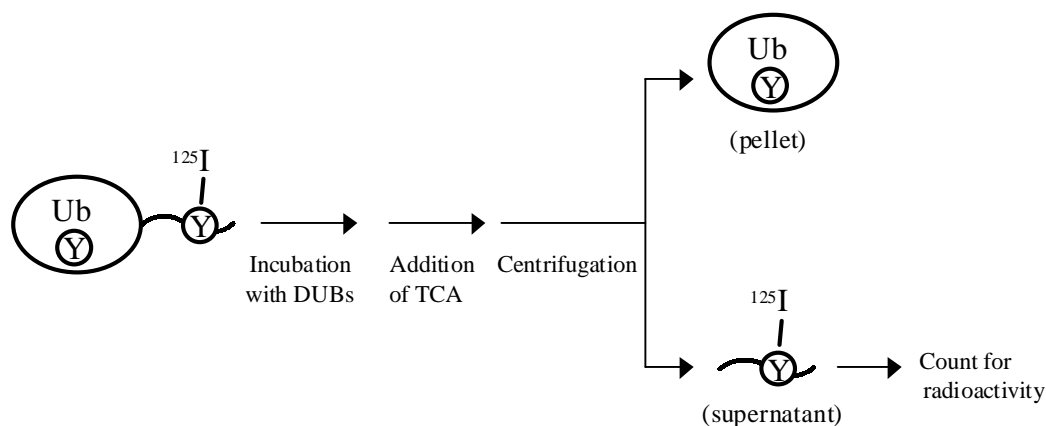 Ub
Y
(pellet)
¹²⁵I
Ub
Y
Y
Incubation
with DUBs
Addition
of TCA
Centrifugation
¹²⁵I
Y
(supernatant)
Count for
radioactivity